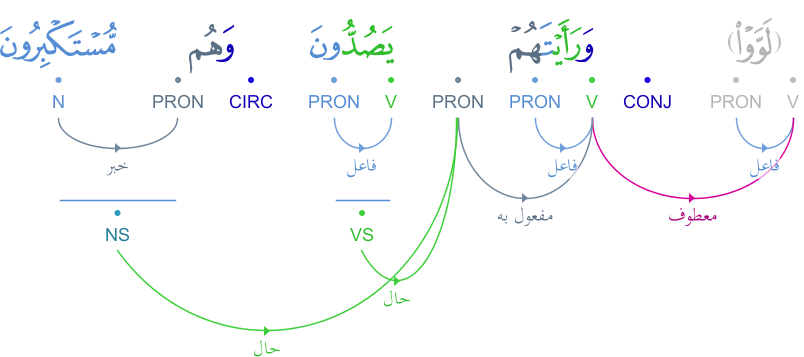 (لَوَّوْا۟) وَرَأَيْتَهُمْ يَصُدُّونَ وَهُم مُّسْتَكْبِرُونَ
V PRON CONJ V PRON PRON V PRON CIRC PRON N
فاعل فاعل فاعل خبر
معطوف مفعول به
VS NS
حال
حال